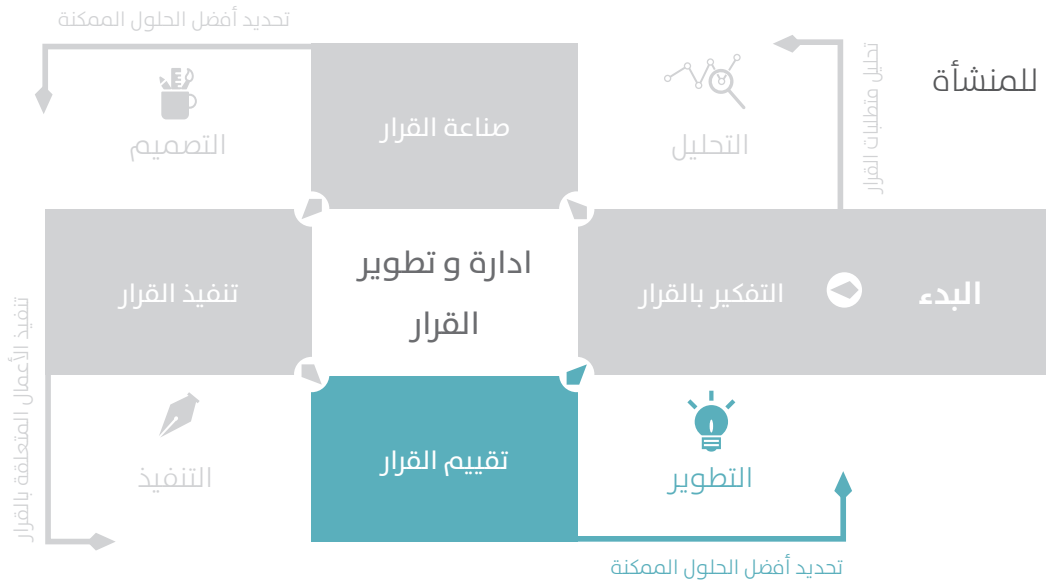 تحديد أفضل الحلول الممكنة
للمنشأة
تحليل متطلبات القرار
التحليل
صناعة القرار
التصميم
البدء
التفكير بالقرار
ادارة و تطوير
القرار
تنفيذ القرار
تنفيذ الأعمال المتعلقة بالقرار
التطوير
تقييم القرار
التنفيذ
تحديد أفضل الحلول الممكنة